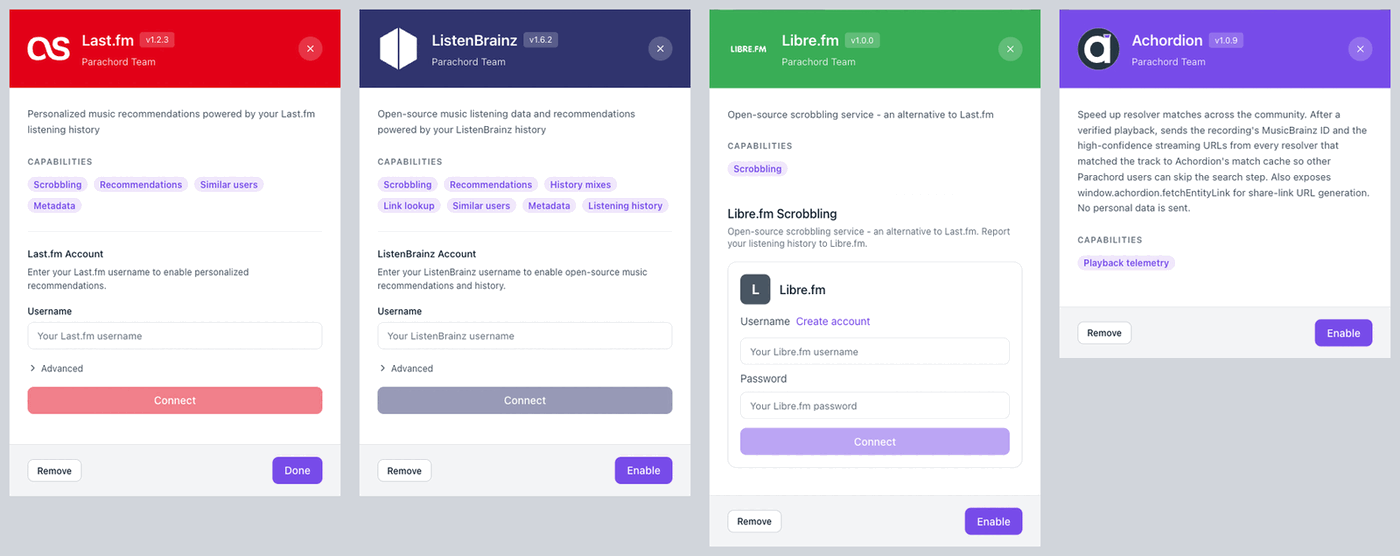 Last.fm v1.2.3
Parachord Team
Personalized music recommendations powered by your Last.fm
listening history
CAPABILITIES
Scrobbling Recommendations Similar users
Metadata
Last.fm Account
Enter your Last.fm username to enable personalized
recommendations.
Username
Your Last.fm username
Advanced
Connect
Remove Done
ListenBrainz v1.6.2
Parachord Team
Open-source music listening data and recommendations
powered by your ListenBrainz history
CAPABILITIES
Scrobbling Recommendations History mixes
Link lookup Similar users Metadata Listening history
ListenBrainz Account
Enter your ListenBrainz username to enable open-source music
recommendations and history.
Username
Your ListenBrainz username
Advanced
Connect
Remove Enable
LIBRE.FM Libre.fm v1.0.0
Parachord Team
Open-source scrobbling service - an alternative to Last.fm
CAPABILITIES
Scrobbling
Libre.fm Scrobbling
Open-source scrobbling service - an alternative to Last.fm. Report
your listening history to Libre.fm.
L Libre.fm
Username Create account
Your Libre.fm username
Password
Your Libre.fm password
Connect
Remove Enable
Achordion v1.0.9
Parachord Team
Speed up resolver matches across the community. After a
verified playback, sends the recording's MusicBrainz ID and the
high-confidence streaming URLs from every resolver that
matched the track to Achordion's match cache so other
Parachord users can skip the search step. Also exposes
window.achordion.fetchEntityLink for share-link URL generation.
No personal data is sent.
CAPABILITIES
Playback telemetry
Remove Enable